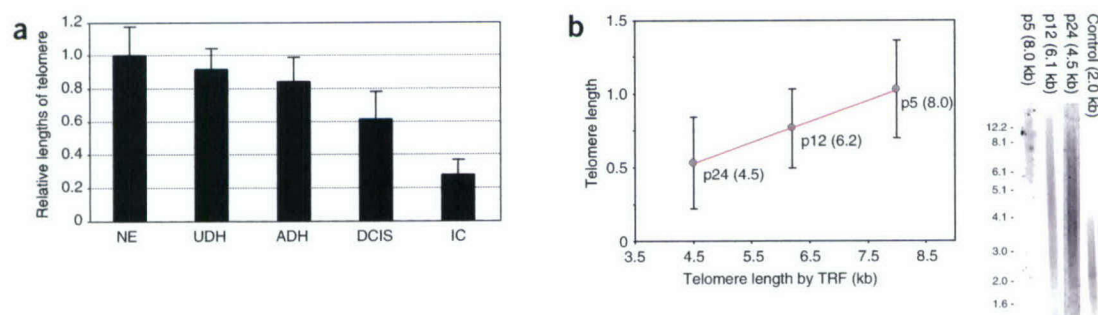 a
Relative lengths of telomere
1.2
1.0
0.8
0.6
0.4
0.2
0
NE UDH ADH DCIS IC
b
Telomere length
1.5
1.0
0.5
0
p5 (8.0)
p12 (6.2)
p24 (4.5)
3.5 4.5 5.5 6.5 7.5 8.5
Telomere length by TRF (kb)
p5 (8.0 kb)
p12 (6.1 kb)
p24 (4.5 kb)
Control (2.0 kb)
12.2 -
8.1 -
6.1 -
5.1 -
4.1 -
3.0 -
2.0 -
1.6 -